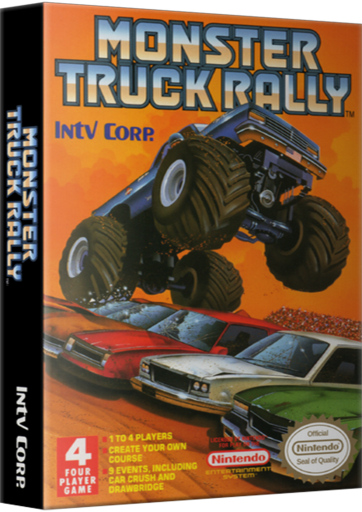 MONSTER
TRUCK RALLY
TM
INTV CORP.
MONSTER
TRUCK RALLY
INTV CORP.
4
FOUR
PLAYER
GAME
1 TO 4 PLAYERS
CREATE YOUR OWN
COURSE
9 EVENTS, INCLUDING
CAR CRUSH AND
DRAWBRIDGE
Nintendo
ENTERTAINMENT
SYSTEM
Official
Nintendo
Seal of Quality